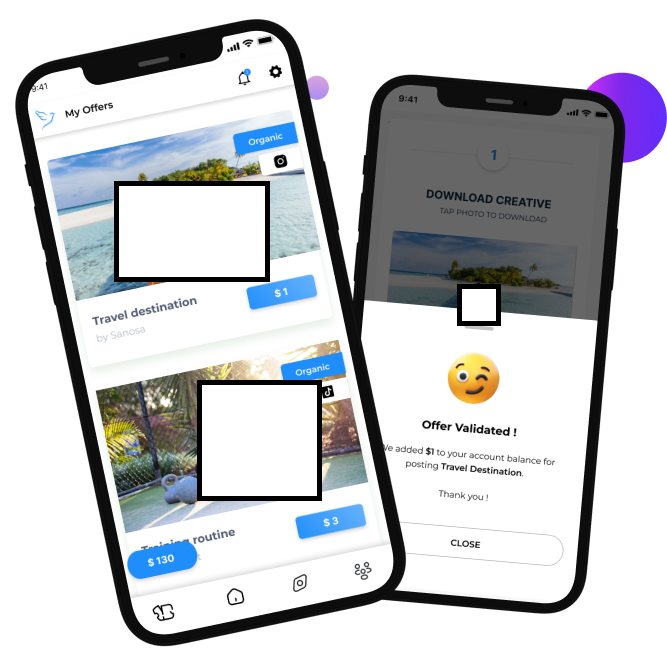 9:41
My Offers
Organic
$ 1
Travel destination
by Sanosa
Organic
$ 3
Training routine
$ 130
9:41
1
DOWNLOAD CREATIVE
TAP PHOTO TO DOWNLOAD
Offer Validated !
We added $1 to your account balance for
posting Travel Destination.
Thank you !
CLOSE